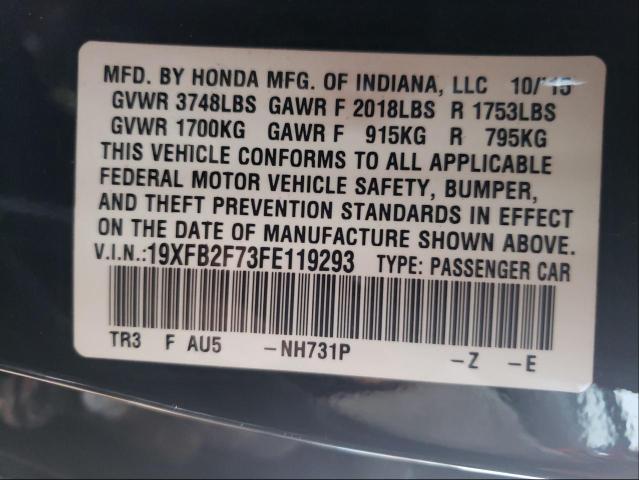 MFD. BY HONDA MFG. OF INDIANA, LLC 10/'15
GVWR 3748LBS GAWR F 2018LBS R 1753LBS
GVWR 1700KG GAWR F 915KG R 795KG
THIS VEHICLE CONFORMS TO ALL APPLICABLE
FEDERAL MOTOR VEHICLE SAFETY, BUMPER,
AND THEFT PREVENTION STANDARDS IN EFFECT
ON THE DATE OF MANUFACTURE SHOWN ABOVE.
V.I.N.:19XFB2F73FE119293 TYPE: PASSENGER CAR
TR3 F AU5 –NH731P –Z –E